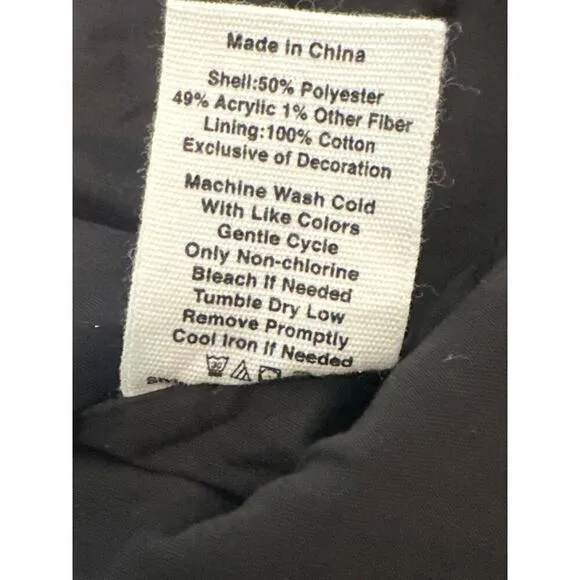 Made in China
Shell:50% Polyester
49% Acrylic 1% Other Fiber
Lining:100% Cotton
Exclusive of Decoration
Machine Wash Cold
With Like Colors
Gentle Cycle
Only Non-chlorine
Bleach If Needed
Tumble Dry Low
Remove Promptly
Cool Iron If Needed